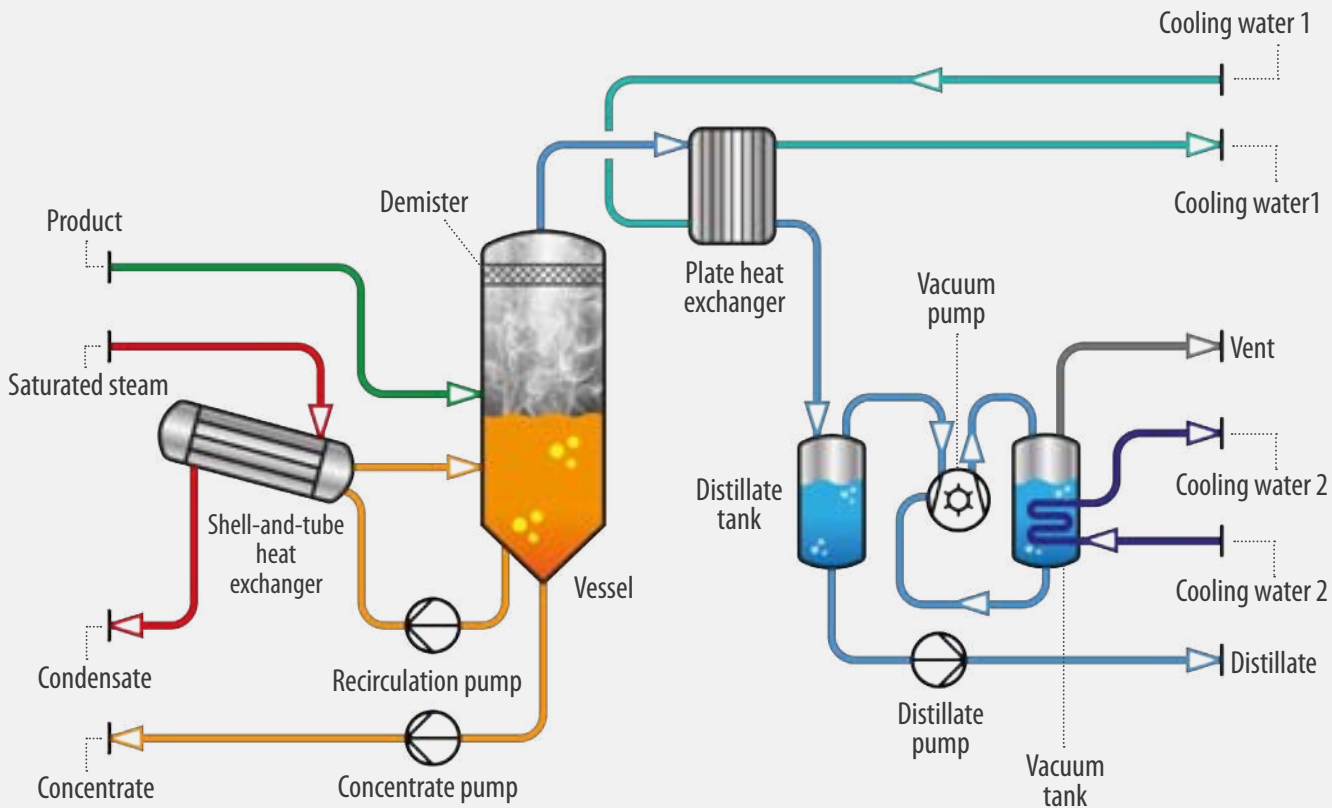 Cooling water 1
Cooling water1
Demister
Product
Plate heat
exchanger
Vacuum
pump
Saturated steam
Vent
Distillate
tank
Cooling water 2
Shell-and-tube
heat
exchanger
Vessel
Cooling water 2
Condensate
Recirculation pump
Distillate
Distillate
pump
Concentrate
Concentrate pump
Vacuum
tank